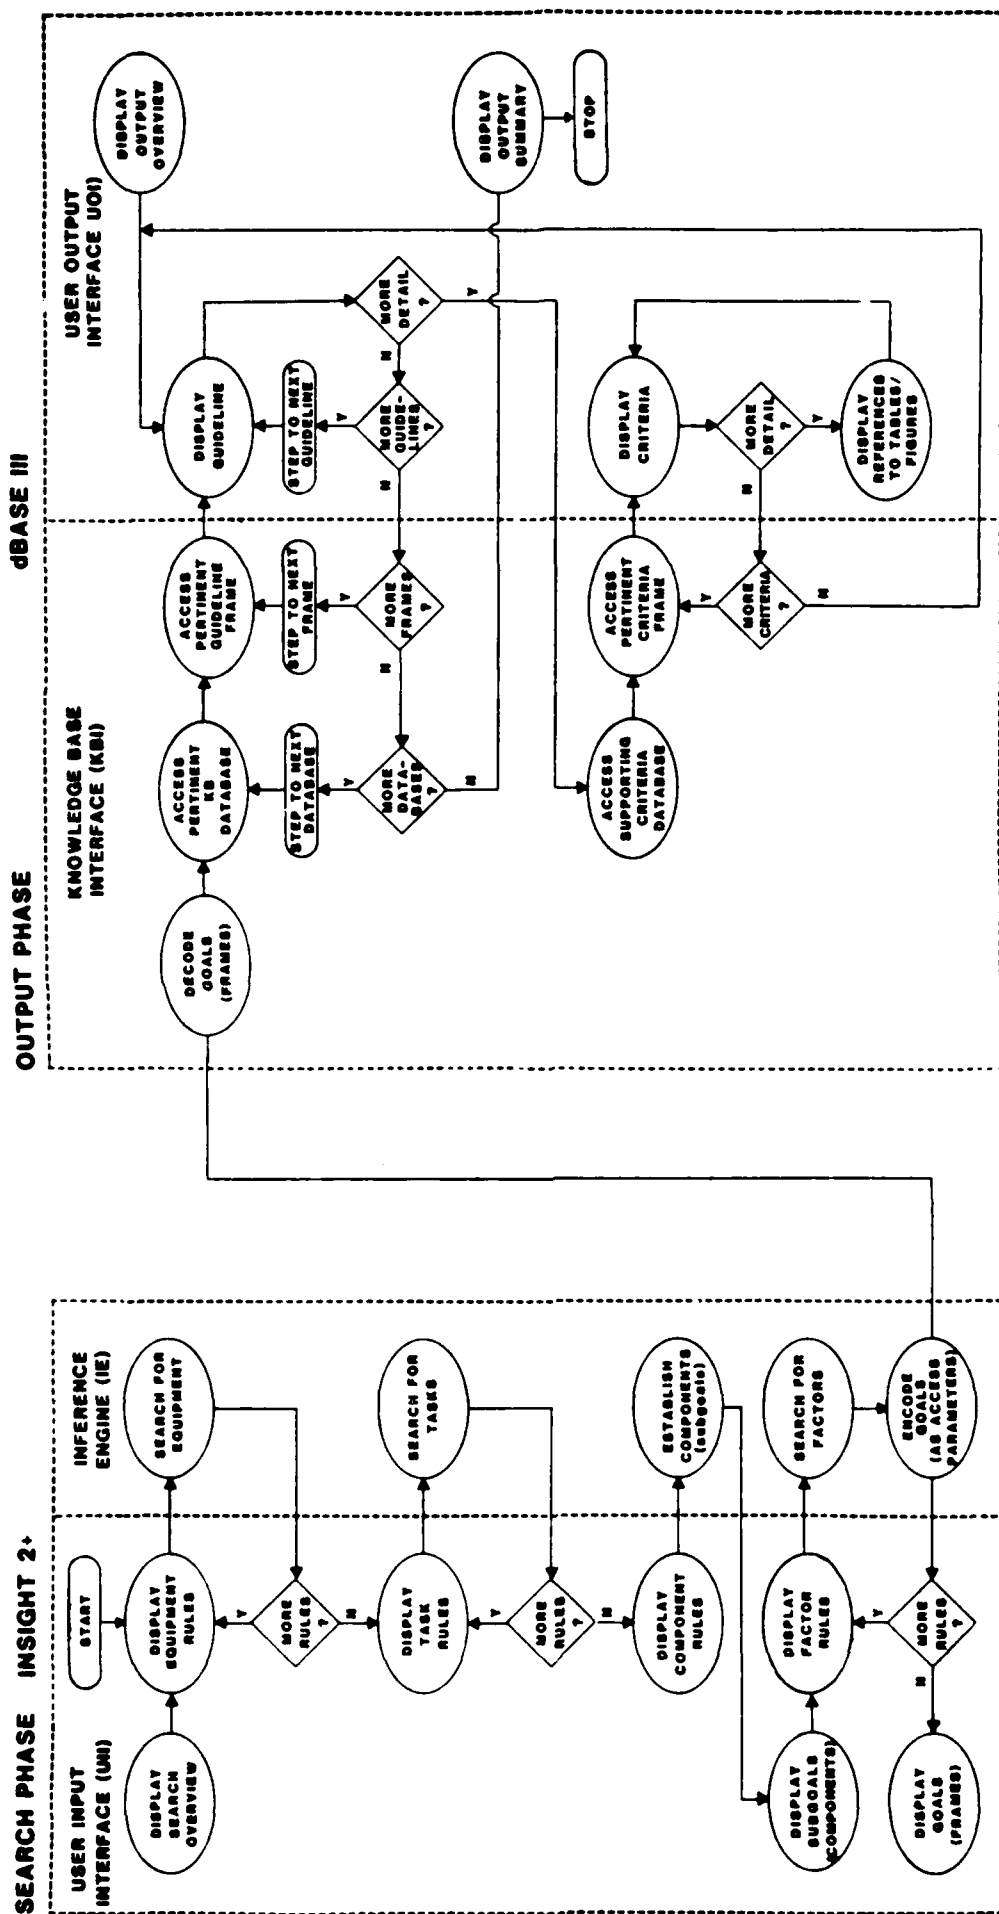 SEARCH PHASE INSIGHT 2+
USER INPUT
INTERFACE (UII)
INFERENCE
ENGINE (IE)
START
DISPLAY
SEARCH
OVERVIEW
DISPLAY
EQUIPMENT
RULES
SEARCH FOR
EQUIPMENT
MORE
RULES
?
Y
N
DISPLAY
TASK
RULES
SEARCH FOR
TASKS
MORE
RULES
?
Y
N
DISPLAY
COMPONENT
RULES
ESTABLISH
COMPONENTS
(subgoals)
DISPLAY
SUBGOALS
(COMPONENTS)
DISPLAY
FACTOR
RULES
SEARCH FOR
FACTORS
ENCODE
GOALS
(AS ACCESS
PARAMETERS)
MORE
RULES
?
Y
N
DISPLAY
GOALS
(FRAMES)
OUTPUT PHASE
dBASE III
KNOWLEDGE BASE
INTERFACE (KBI)
USER OUTPUT
INTERFACE UOI)
DECODE
GOALS
(FRAMES)
ACCESS
PERTINENT
KB
DATABASE
ACCESS
PERTINENT
GUIDELINE
FRAME
DISPLAY
GUIDELINE
DISPLAY
OUTPUT
OVERVIEW
STEP TO NEXT
DATABASE
STEP TO NEXT
FRAME
STEP TO NEXT
GUIDELINE
Y
Y
Y
MORE
DATA-
BASES
?
N
MORE
FRAMES
?
N
MORE
GUIDE-
LINES
?
N
MORE
DETAIL
?
N
Y
DISPLAY
OUTPUT
SUMMARY
STOP
ACCESS
SUPPORTING
CRITERIA
DATABASE
ACCESS
PERTINENT
CRITERIA
FRAME
DISPLAY
CRITERIA
MORE
CRITERIA
?
Y
N
MORE
DETAIL
?
N
Y
DISPLAY
REFERENCES
TO TABLES/
FIGURES